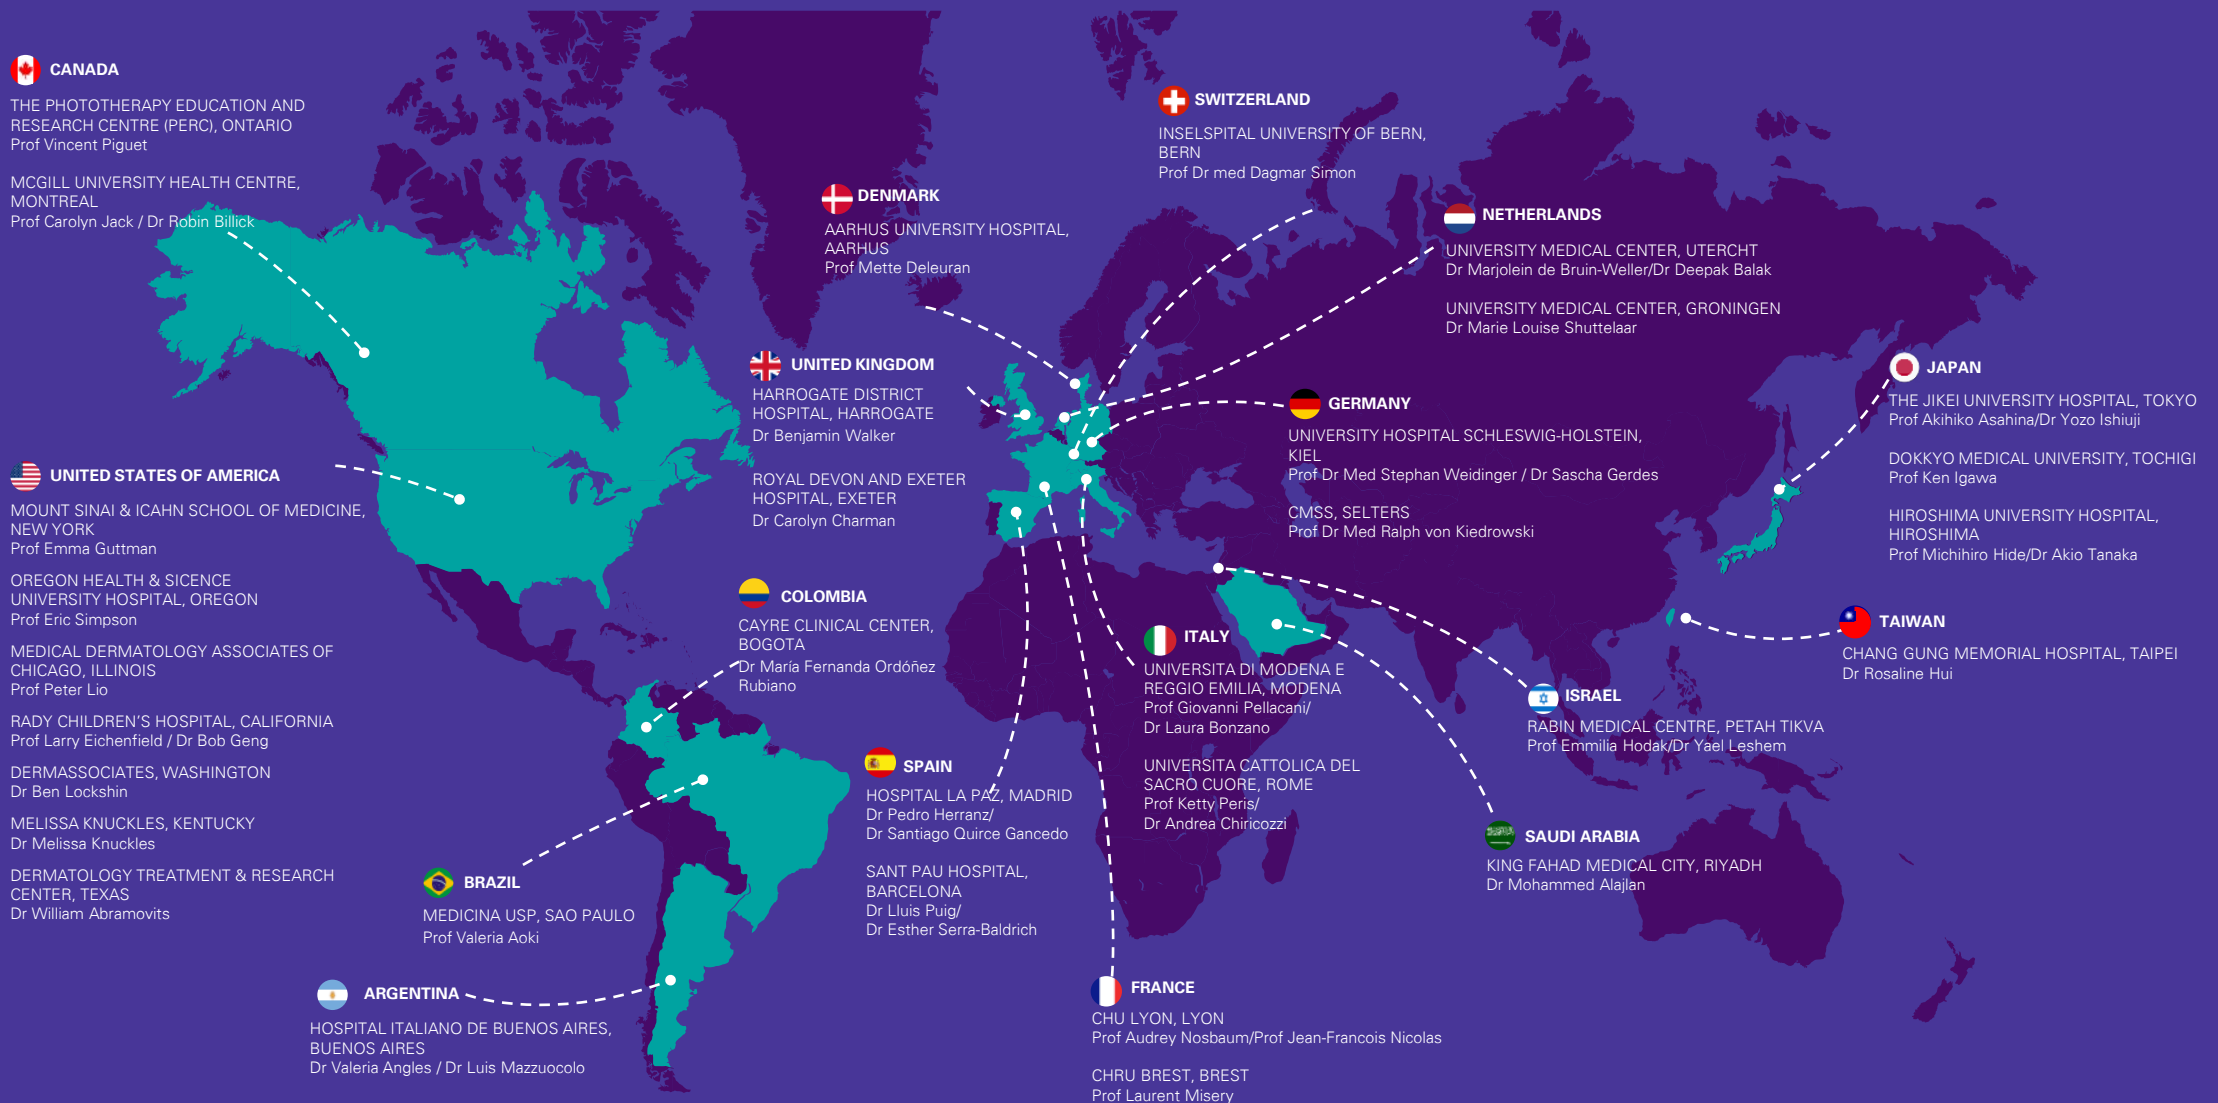 CANADA
THE PHOTOTHERAPY EDUCATION AND
RESEARCH CENTRE (PERC), ONTARIO
Prof Vincent Piguet
MCGILL UNIVERSITY HEALTH CENTRE,
MONTREAL
Prof Carolyn Jack / Dr Robin Billick
UNITED STATES OF AMERICA
MOUNT SINAI & ICAHN SCHOOL OF MEDICINE,
NEW YORK
Prof Emma Guttman
OREGON HEALTH & SICENCE
UNIVERSITY HOSPITAL, OREGON
Prof Eric Simpson
MEDICAL DERMATOLOGY ASSOCIATES OF
CHICAGO, ILLINOIS
Prof Peter Lio
RADY CHILDREN’S HOSPITAL, CALIFORNIA
Prof Larry Eichenfield / Dr Bob Geng
DERMASSOCIATES, WASHINGTON
Dr Ben Lockshin
MELISSA KNUCKLES, KENTUCKY
Dr Melissa Knuckles
DERMATOLOGY TREATMENT & RESEARCH
CENTER, TEXAS
Dr William Abramovits
BRAZIL
MEDICINA USP, SAO PAULO
Prof Valeria Aoki
ARGENTINA
HOSPITAL ITALIANO DE BUENOS AIRES,
BUENOS AIRES
Dr Valeria Angles / Dr Luis Mazzuocolo
DENMARK
AARHUS UNIVERSITY HOSPITAL,
AARHUS
Prof Mette Deleuran
UNITED KINGDOM
HARROGATE DISTRICT
HOSPITAL, HARROGATE
Dr Benjamin Walker
ROYAL DEVON AND EXETER
HOSPITAL, EXETER
Dr Carolyn Charman
COLOMBIA
CAYRE CLINICAL CENTER,
BOGOTA
Dr María Fernanda Ordóñez
Rubiano
SPAIN
HOSPITAL LA PAZ, MADRID
Dr Pedro Herranz/
Dr Santiago Quirce Gancedo
SANT PAU HOSPITAL,
BARCELONA
Dr Lluis Puig/
Dr Esther Serra-Baldrich
SWITZERLAND
INSELSPITAL UNIVERSITY OF BERN,
BERN
Prof Dr med Dagmar Simon
NETHERLANDS
UNIVERSITY MEDICAL CENTER, UTERCHT
Dr Marjolein de Bruin-Weller/Dr Deepak Balak
UNIVERSITY MEDICAL CENTER, GRONINGEN
Dr Marie Louise Shuttelaar
GERMANY
UNIVERSITY HOSPITAL SCHLESWIG-HOLSTEIN,
KIEL
Prof Dr Med Stephan Weidinger / Dr Sascha Gerdes
CMSS, SELTERS
Prof Dr Med Ralph von Kiedrowski
ITALY
UNIVERSITA DI MODENA E
REGGIO EMILIA, MODENA
Prof Giovanni Pellacani/
Dr Laura Bonzano
UNIVERSITA CATTOLICA DEL
SACRO CUORE, ROME
Prof Ketty Peris/
Dr Andrea Chiricozzi
FRANCE
CHU LYON, LYON
Prof Audrey Nosbaum/Prof Jean-Francois Nicolas
CHRU BREST, BREST
Prof Laurent Misery
JAPAN
THE JIKEI UNIVERSITY HOSPITAL, TOKYO
Prof Akihiko Asahina/Dr Yozo Ishiuji
DOKKYO MEDICAL UNIVERSITY, TOCHIGI
Prof Ken Igawa
HIROSHIMA UNIVERSITY HOSPITAL,
HIROSHIMA
Prof Michihiro Hide/Dr Akio Tanaka
TAIWAN
CHANG GUNG MEMORIAL HOSPITAL, TAIPEI
Dr Rosaline Hui
ISRAEL
RABIN MEDICAL CENTRE, PETAH TIKVA
Prof Emmilia Hodak/Dr Yael Leshem
SAUDI ARABIA
KING FAHAD MEDICAL CITY, RIYADH
Dr Mohammed Alajlan